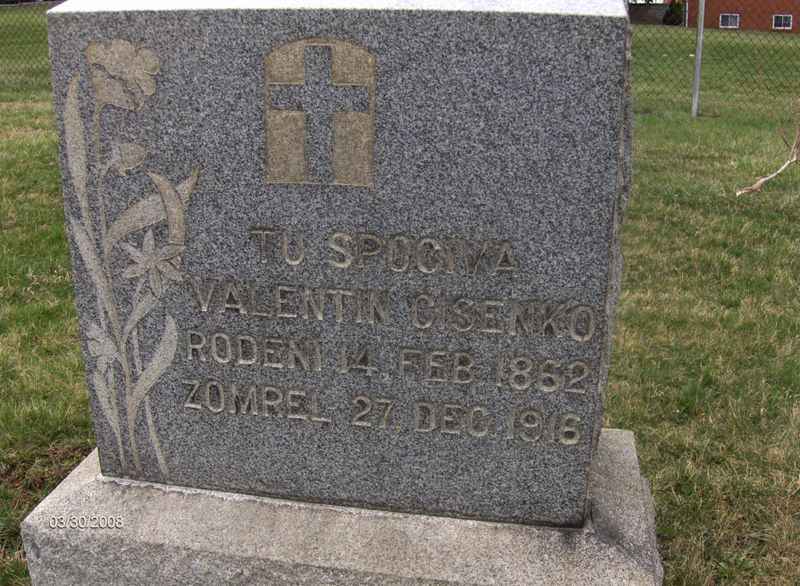 TU SPOCIVA
VALENTIN CISENKO
RODENI 14. FEB. 1862
ZOMREL 27. DEC. 1916
03/30/2008